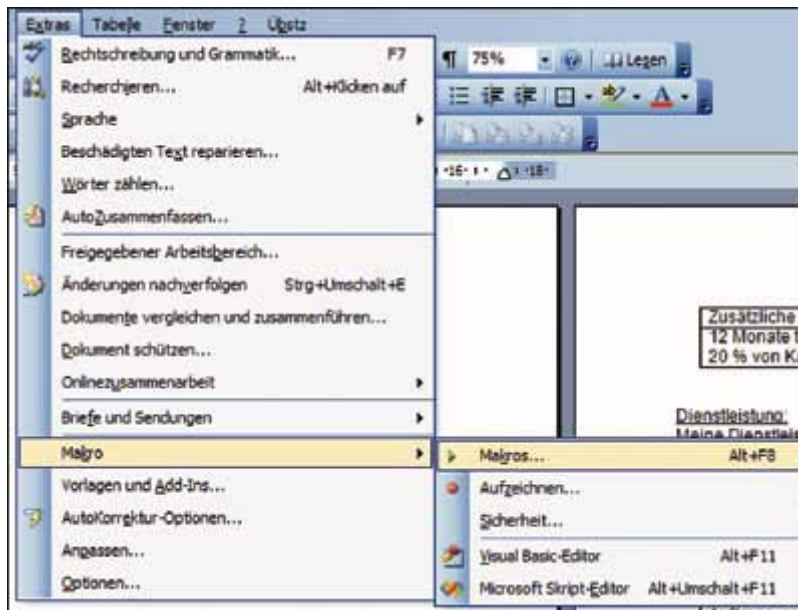 Extras Tabelle Fenster ? Übstz
Rechtschreibung und Grammatik... F7
Recherchieren... Alt+Klicken auf
Sprache
Beschädigten Text reparieren...
Wörter zählen...
AutoZusammenfassen...
Freigegebener Arbeitsbereich...
Änderungen nachverfolgen Strg+Umschalt+E
Dokumente vergleichen und zusammenführen...
Dokument schützen...
Onlinezusammenarbeit
Briefe und Sendungen
Makro
Vorlagen und Add-Ins...
AutoKorrektur-Optionen...
Anpassen...
Optionen...
75% Lesen
16 18
Zusätzliche
12 Monate
20 % von
Dienstleistung:
Meine
Makros... Alt+F8
Aufzeichnen...
Sicherheit...
Visual Basic-Editor Alt+F11
Microsoft Skript-Editor Alt+Umschalt+F11